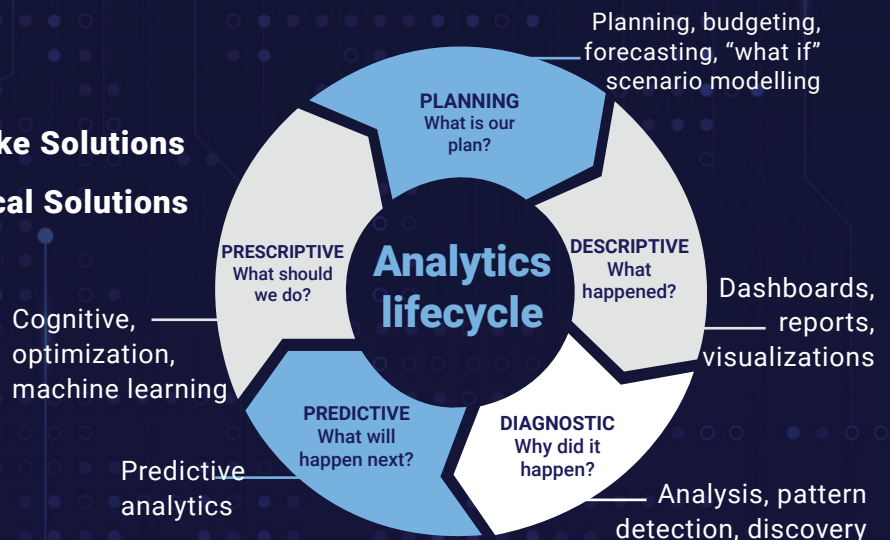 Planning, budgeting,
forecasting, “what if”
scenario modelling
PLANNING
What is our
plan?
ke Solutions
cal Solutions
PRESCRIPTIVE
What should
we do?
Analytics
lifecycle
DESCRIPTIVE
What
happened?
Dashboards,
reports,
visualizations
Cognitive,
optimization,
machine learning
PREDICTIVE
What will
happen next?
DIAGNOSTIC
Why did it
happen?
Predictive
analytics
Analysis, pattern
detection, discovery